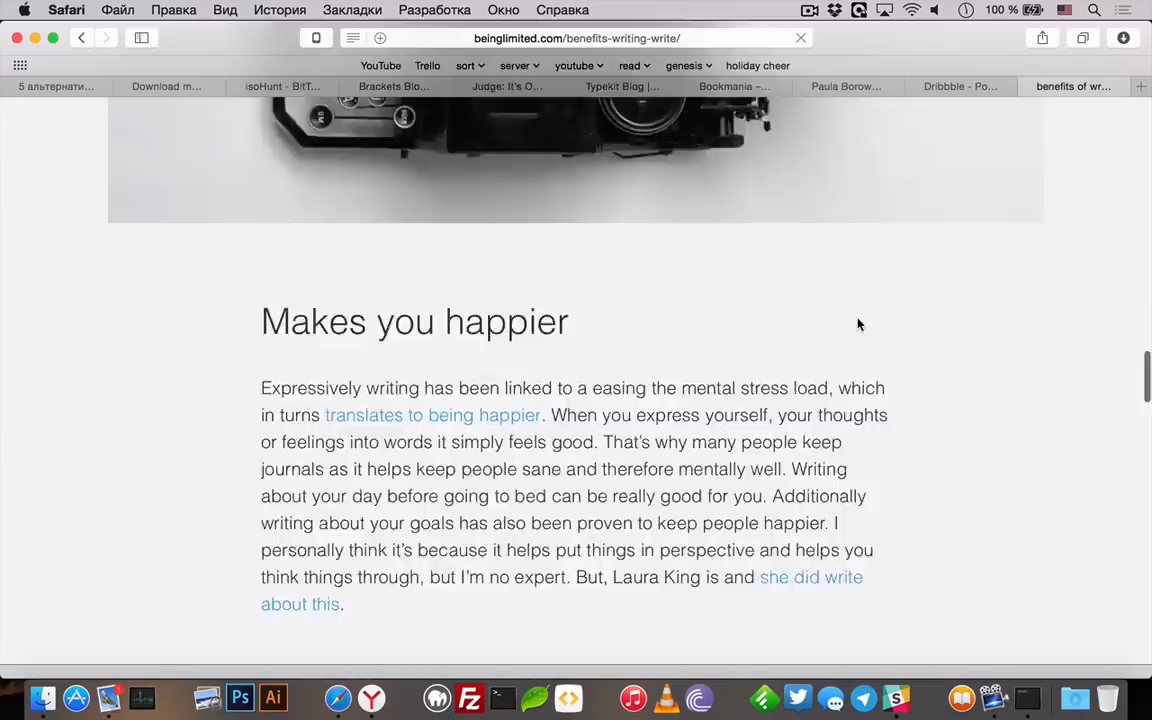 Safari Файл Правка Вид История Закладки Разработка Окно Справка 100 %
beinglimited.com/benefits-writing-write/
YouTube Trello sort server youtube read genesis holiday cheer
5 альтернати... Download m... isoHunt - BitT... Brackets Blo... Judge: It's O... Typekit Blog |... Bookmania –... Paula Borow... Dribbble - Po... benefits of wr...
Makes you happier
Expressively writing has been linked to a easing the mental stress load, which
in turns translates to being happier. When you express yourself, your thoughts
or feelings into words it simply feels good. That's why many people keep
journals as it helps keep people sane and therefore mentally well. Writing
about your day before going to bed can be really good for you. Additionally
writing about your goals has also been proven to keep people happier. I
personally think it's because it helps put things in perspective and helps you
think things through, but I'm no expert. But, Laura King is and she did write
about this.
Ps Ai Fz